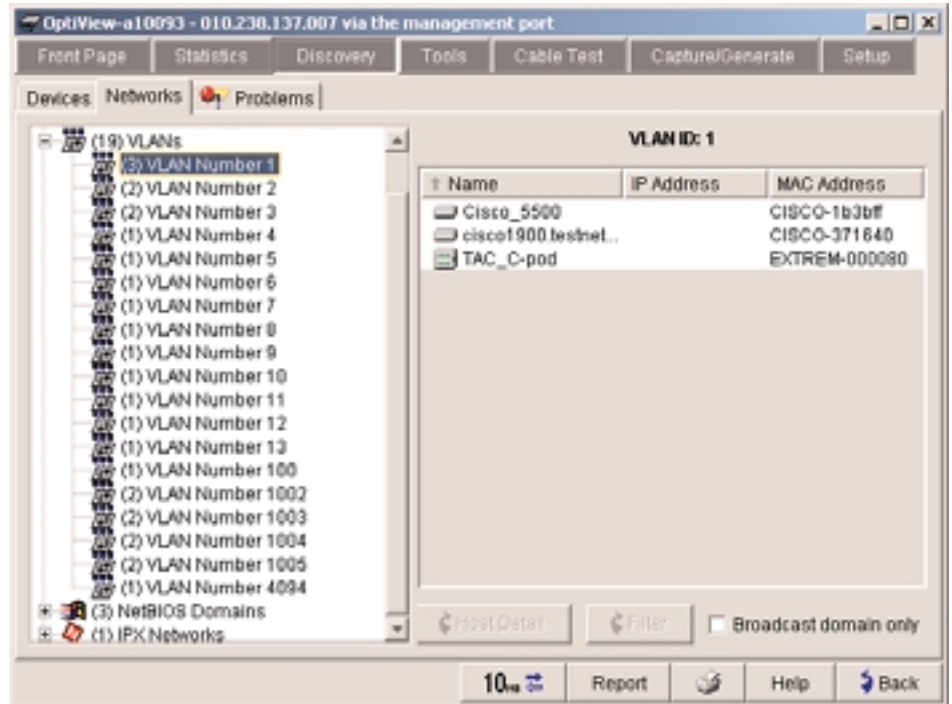 OptiView-a10093 - 010.238.137.007 via the management port
Front Page Statistics Discovery Tools Cable Test Capture/Generate Setup
Devices Networks Problems
(19) VLANs
(3) VLAN Number 1
(2) VLAN Number 2
(2) VLAN Number 3
(1) VLAN Number 4
(1) VLAN Number 5
(1) VLAN Number 6
(1) VLAN Number 7
(1) VLAN Number 8
(1) VLAN Number 9
(1) VLAN Number 10
(1) VLAN Number 11
(1) VLAN Number 12
(1) VLAN Number 13
(1) VLAN Number 100
(2) VLAN Number 1002
(2) VLAN Number 1003
(2) VLAN Number 1004
(2) VLAN Number 1005
(1) VLAN Number 4094
(3) NetBIOS Domains
(1) IPX Networks
VLAN ID: 1
Name IP Address MAC Address
Cisco_5500 CISCO-1b3bff
cisco1900.testnet... CISCO-371640
TAC_C-pod EXTREM-000080
Host Detail Filter Broadcast domain only
10 Report Help Back